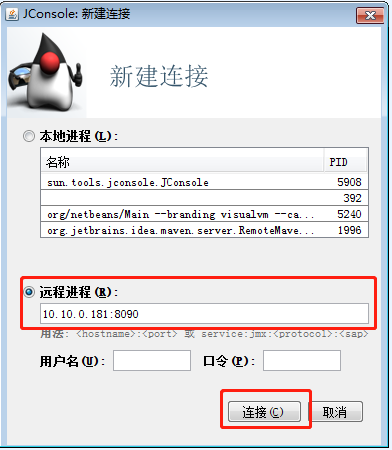 JConsole: 新建连接
新建连接
本地进程(L):
名称 PID
sun.tools.jconsole.JConsole 5908
392
org/netbeans/Main --branding visualvm --ca... 5240
org.jetbrains.idea.maven.server.RemoteMave... 1996
远程进程(R):
10.10.0.181:8090
用法: <hostname>:<port> 或 service:jmx:<protocol>:<sap>
用户名(U): 口令(P):
连接(C) 取消